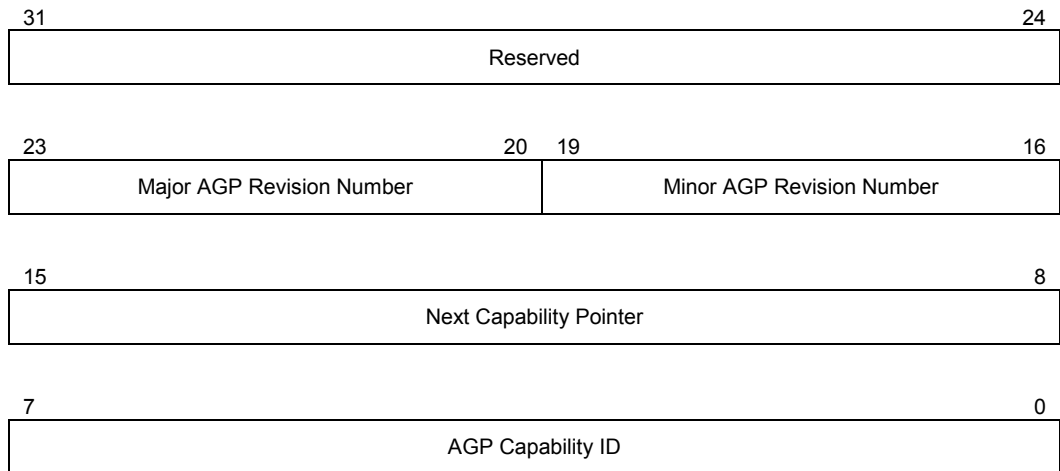 31 24
Reserved
23 20 19 16
Major AGP Revision Number Minor AGP Revision Number
15 8
Next Capability Pointer
7 0
AGP Capability ID